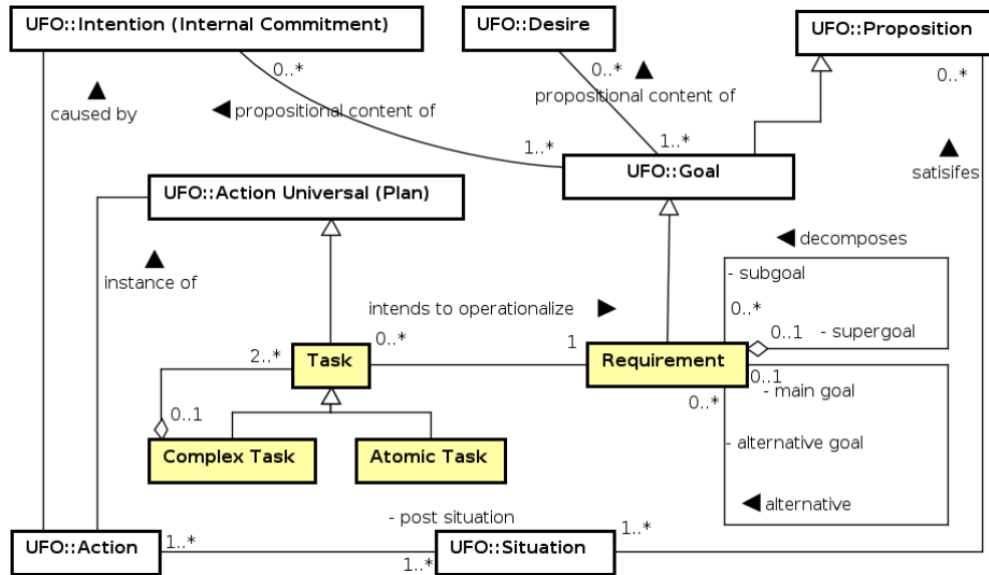 UFO::Intention (Internal Commitment)
UFO::Desire
UFO::Proposition
0..*
0..*
0..*
▲
caused by
◀ propositional content of
▲
propositional content of
1..*
1..*
UFO::Goal
▲
satisifes
UFO::Action Universal (Plan)
▲
instance of
◀ decomposes
- subgoal
intends to operationalize ▶
0..*
0..1
- supergoal
2..*
Task
0..*
1
Requirement
0..1
0..1
- main goal
0..*
Complex Task
Atomic Task
- alternative goal
◀ alternative
- post situation
UFO::Action
1..*
1..*
UFO::Situation
1..*